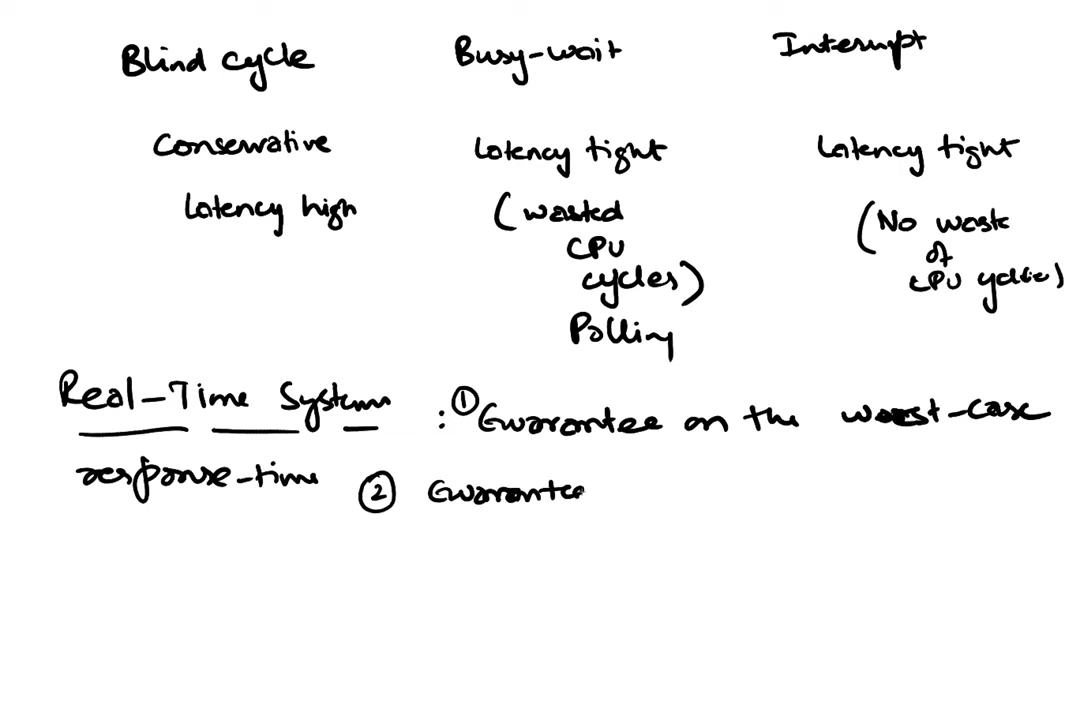 Blind cycle Busy-wait Interrupt
Conservative Latency tight Latency tight
Latency high (wasted (No waste
CPU of
cycles) CPU cycles)
Polling
Real-Time Systems : ① Guarantee on the worst-case
response-time ② Guarantee